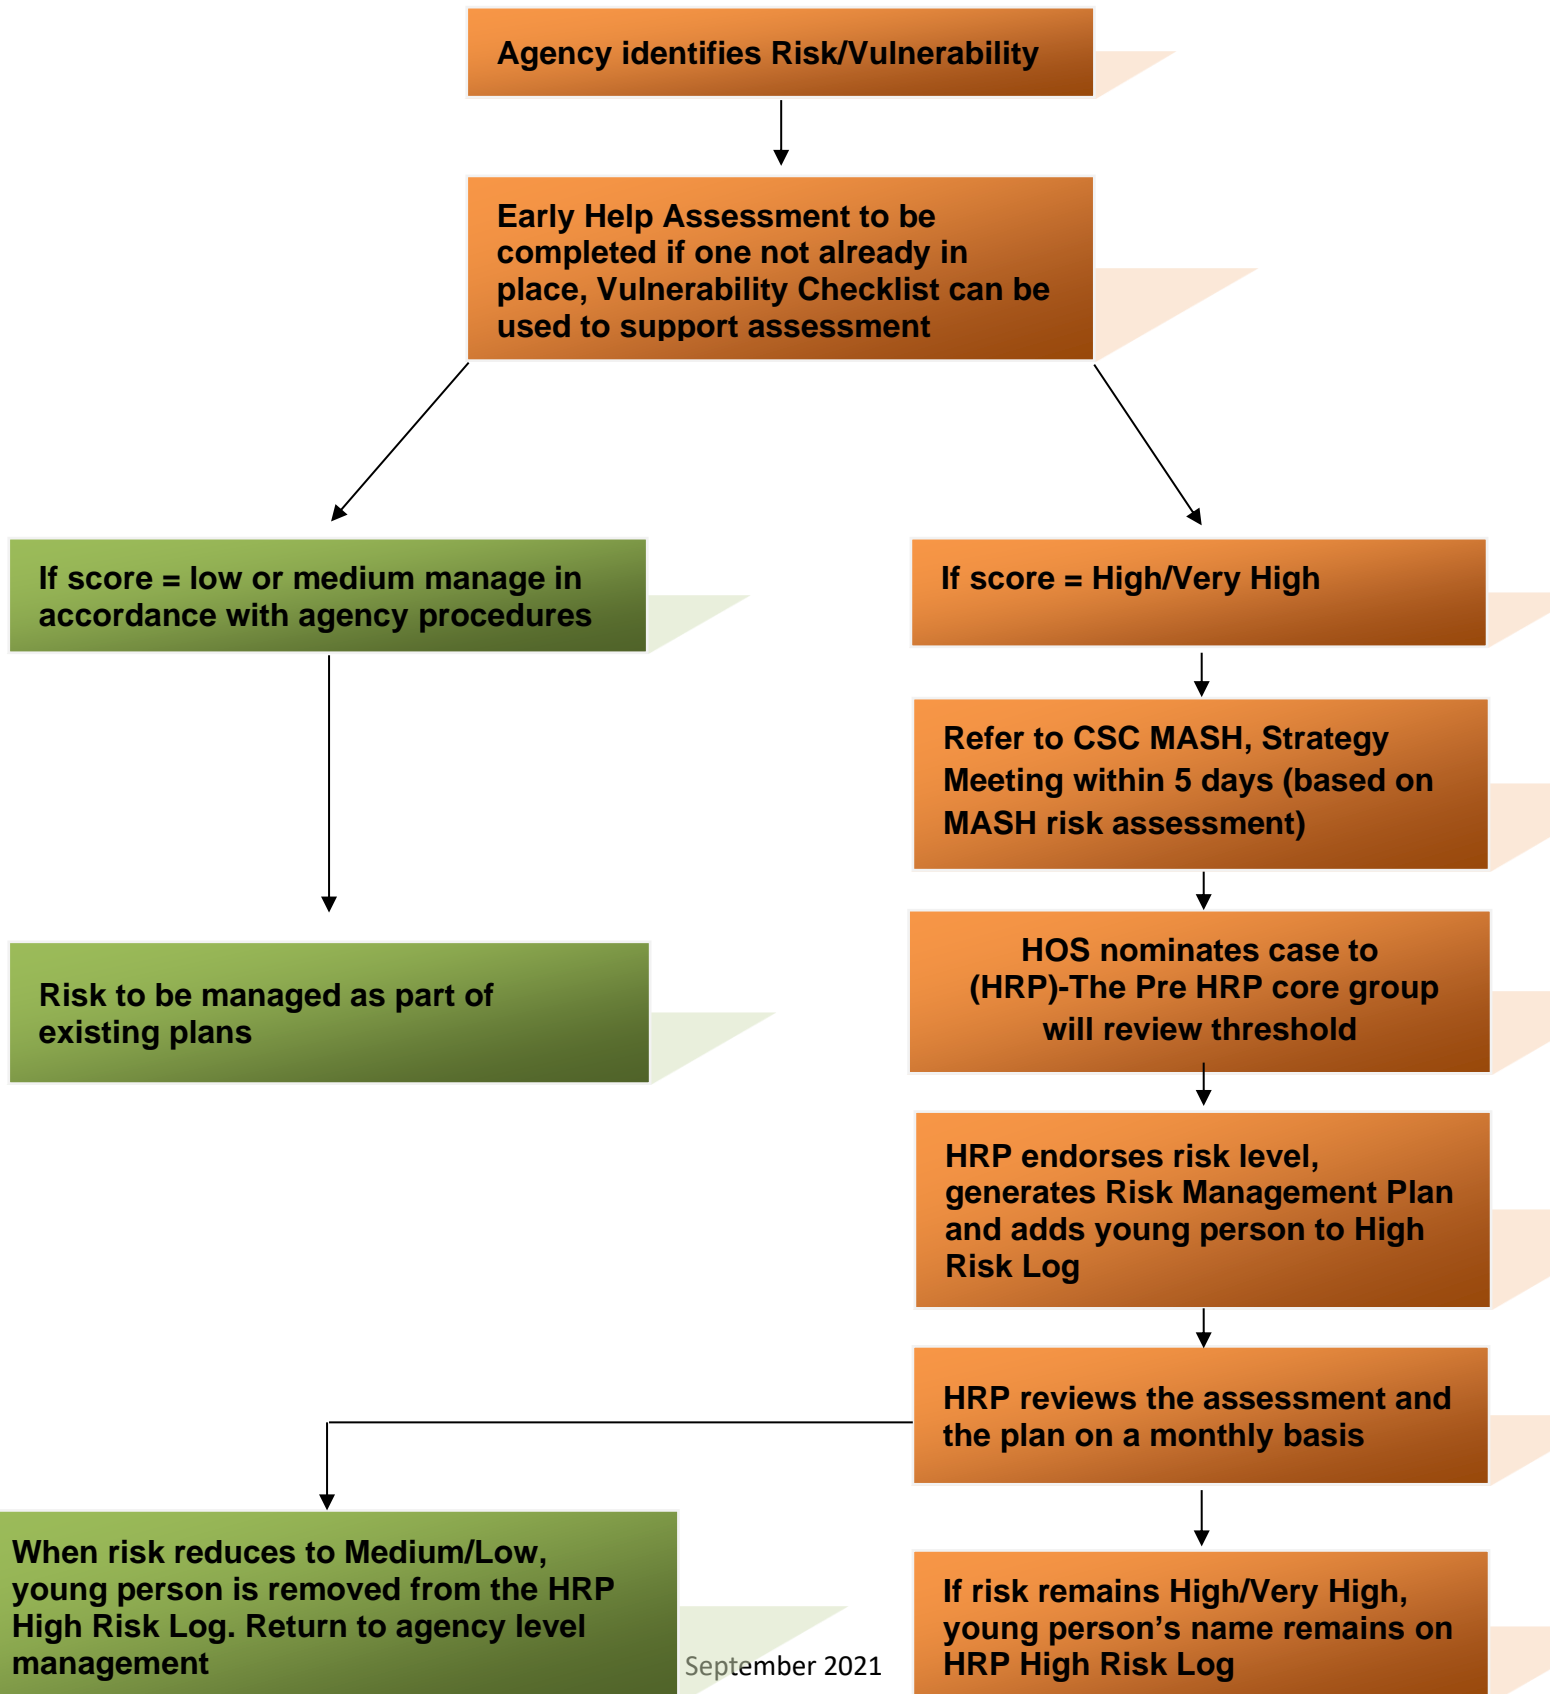 Agency identifies Risk/Vulnerability
Early Help Assessment to be
completed if one not already in
place, Vulnerability Checklist can be
used to support assessment
If score = low or medium manage in
accordance with agency procedures
If score = High/Very High
Refer to CSC MASH, Strategy
Meeting within 5 days (based on
MASH risk assessment)
Risk to be managed as part of
existing plans
HOS nominates case to
(HRP)-The Pre HRP core group
will review threshold
HRP endorses risk level,
generates Risk Management Plan
and adds young person to High
Risk Log
HRP reviews the assessment and
the plan on a monthly basis
When risk reduces to Medium/Low,
young person is removed from the HRP
High Risk Log. Return to agency level
management
If risk remains High/Very High,
young person’s name remains on
HRP High Risk Log
September 2021